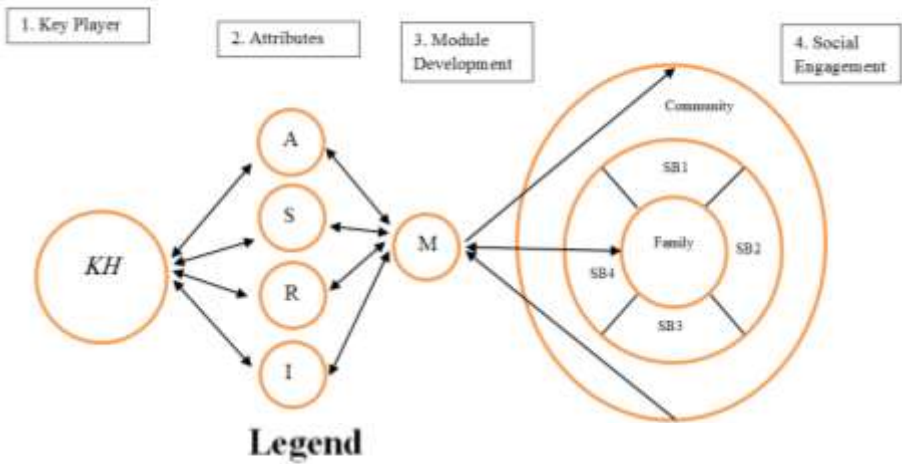 1. Key Player
2. Attributes
3. Module
Development
4. Social
Engagement
Community
A
S
R
I
KH
M
SB1
Family
SB2
SB4
SB3
Legend